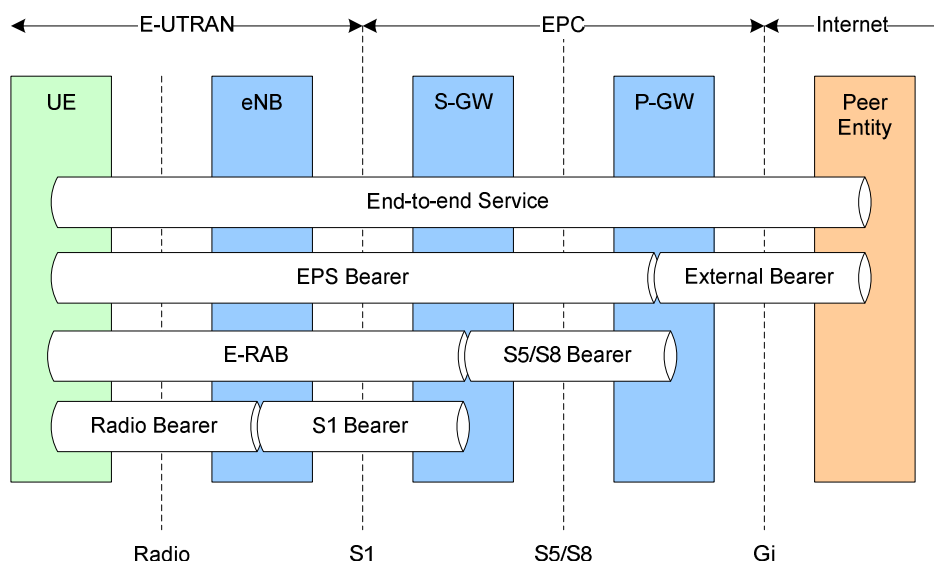 E-UTRAN
EPC
Internet
UE
eNB
S-GW
P-GW
Peer
Entity
End-to-end Service
EPS Bearer
External Bearer
E-RAB
S5/S8 Bearer
Radio Bearer
S1 Bearer
Radio
S1
S5/S8
Gi